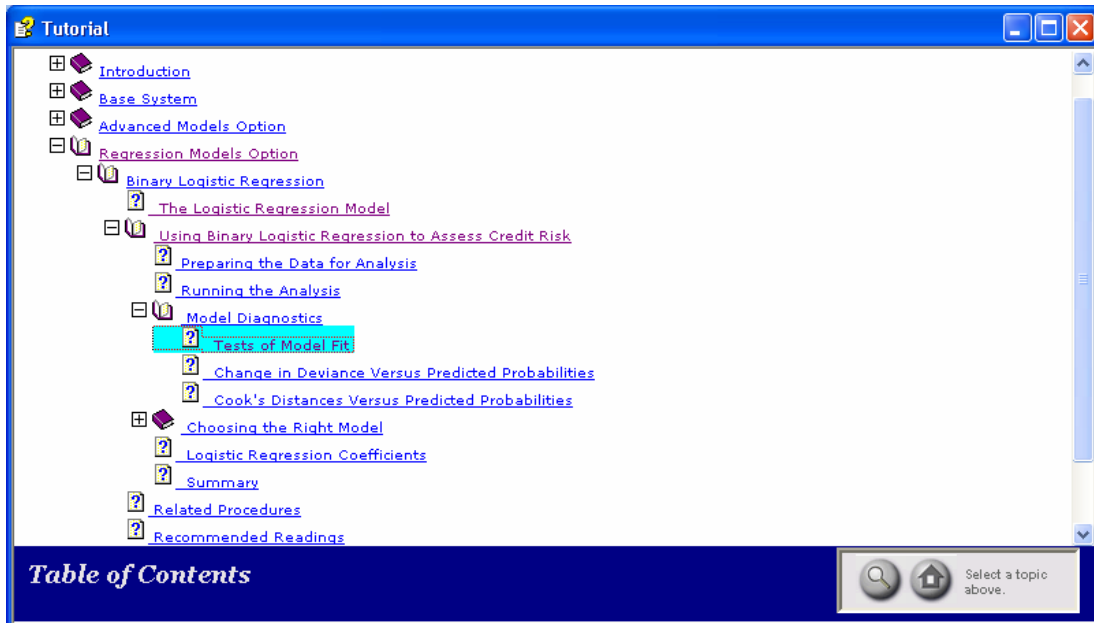 Tutorial
Introduction
Base System
Advanced Models Option
Regression Models Option
Binary Logistic Regression
The Logistic Regression Model
Using Binary Logistic Regression to Assess Credit Risk
Preparing the Data for Analysis
Running the Analysis
Model Diagnostics
Tests of Model Fit
Change in Deviance Versus Predicted Probabilities
Cook's Distances Versus Predicted Probabilities
Choosing the Right Model
Logistic Regression Coefficients
Summary
Related Procedures
Recommended Readings
Table of Contents
Select a topic
above.